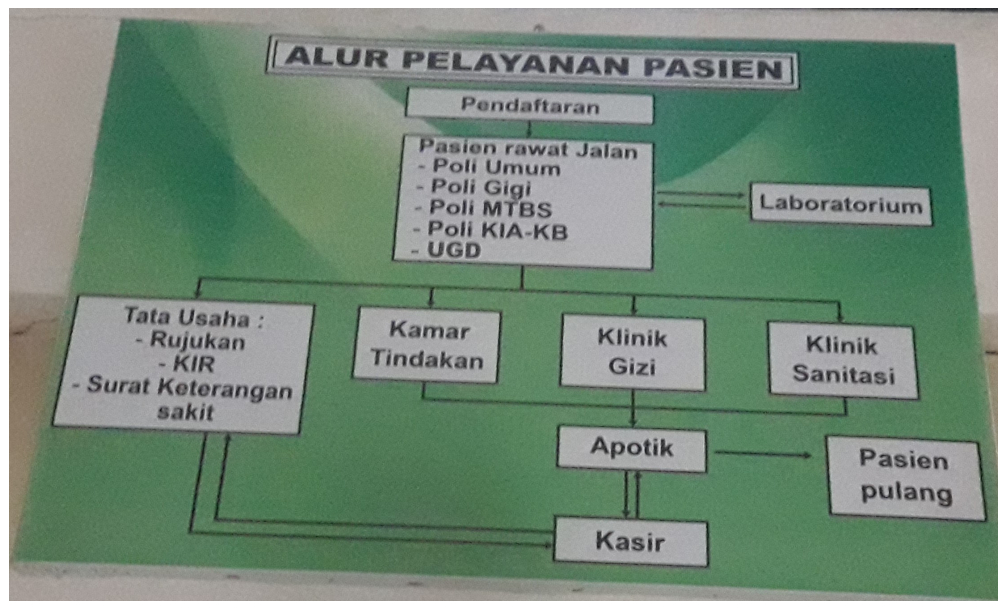 ALUR PELAYANAN PASIEN
Pendaftaran
Pasien rawat Jalan
- Poli Umum
- Poli Gigi
- Poli MTBS
- Poli KIA-KB
- UGD
Laboratorium
Tata Usaha :
- Rujukan
- KIR
- Surat Keterangan
sakit
Kamar
Tindakan
Klinik
Gizi
Klinik
Sanitasi
Apotik
Pasien
pulang
Kasir